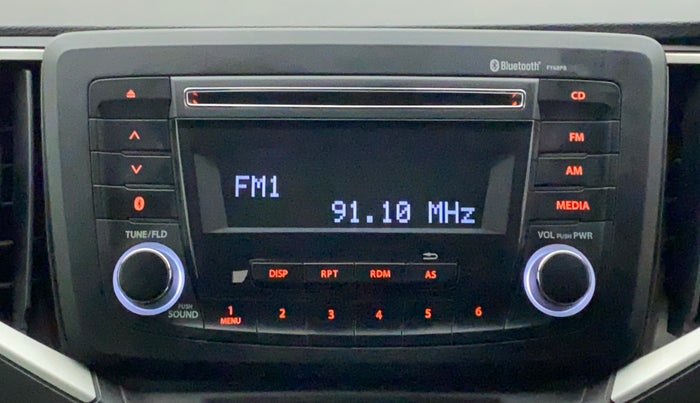 Bluetooth®
CD
FM
AM
MEDIA
FM1
91.10 MHz
TUNE/FLD
VOL PUSH PWR
DISP
RPT
RDM
AS
PUSH
SOUND
1
MENU
2
3
4
5
6